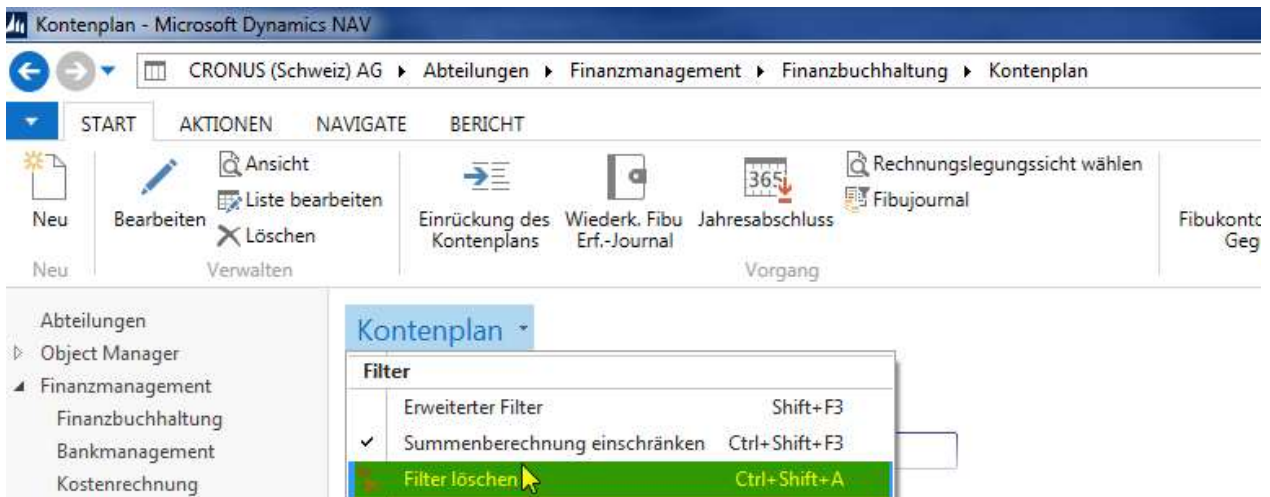 Kontenplan - Microsoft Dynamics NAV
CRONUS (Schweiz) AG Abteilungen Finanzmanagement Finanzbuchhaltung Kontenplan
START AKTIONEN NAVIGATE BERICHT
Neu
Bearbeiten
Ansicht
Liste bearbeiten
Löschen
Einrückung des
Kontenplans
Wiederk. Fibu
Erf.-Journal
365
Jahresabschluss
Rechnungslegungssicht wählen
Fibujournal
Fibukonto
Geg
Neu Verwalten Vorgang
Abteilungen
Object Manager
Finanzmanagement
Finanzbuchhaltung
Bankmanagement
Kostenrechnung
Kontenplan
Filter
Erweiterter Filter Shift+F3
Summenberechnung einschränken Ctrl+Shift+F3
Filter löschen Ctrl+Shift+A